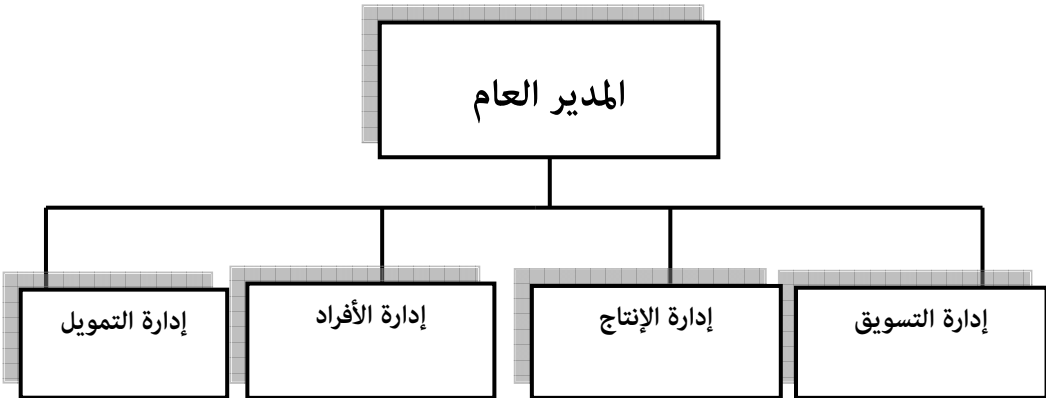 المدير العام
إدارة التسويق
إدارة الإنتاج
إدارة الأفراد
إدارة التمويل